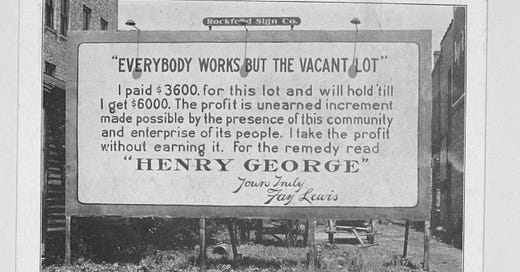 Rockford Sign Co.
"EVERYBODY WORKS BUT THE VACANT LOT"
I paid $3600. for this lot and will hold 'till
I get $6000. The profit is unearned increment
made possible by the presence of this community
and enterprise of its people. I take the profit
without earning it. For the remedy read
"HENRY GEORGE"
Yours Truly
Fay Lewis